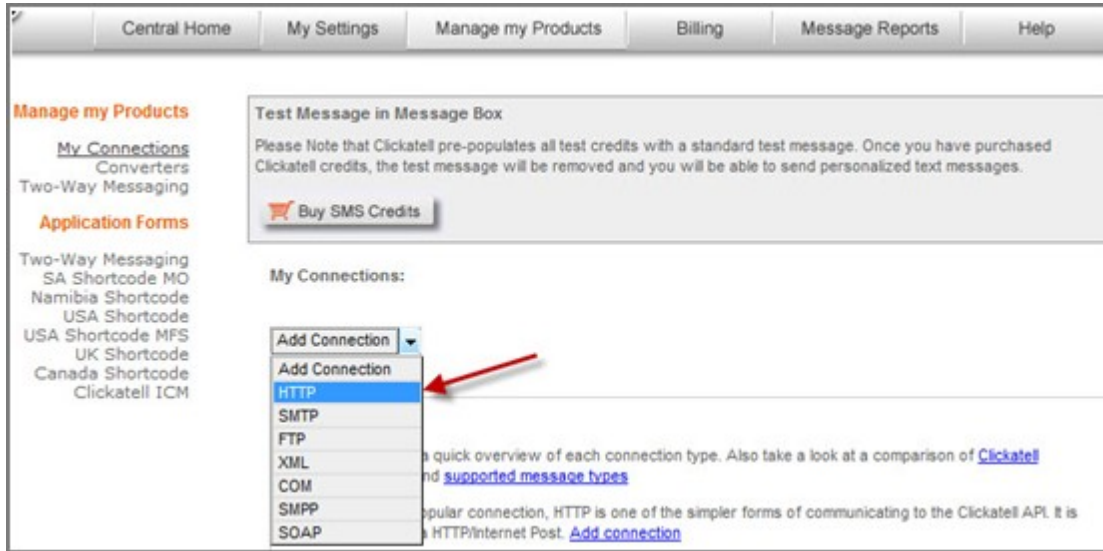 Central Home My Settings Manage my Products Billing Message Reports Help
Manage my Products
My Connections
Converters
Two-Way Messaging
Application Forms
Two-Way Messaging
SA Shortcode MO
Namibia Shortcode
USA Shortcode
USA Shortcode MFS
UK Shortcode
Canada Shortcode
Clickatell ICM
Test Message in Message Box
Please Note that Clickatell pre-populates all test credits with a standard test message. Once you have purchased
Clickatell credits, the test message will be removed and you will be able to send personalized text messages.
Buy SMS Credits
My Connections:
Add Connection
Add Connection
HTTP
SMTP
FTP
XML
COM
SMPP
SOAP
a quick overview of each connection type. Also take a look at a comparison of Clickatell
nd supported message types
opular connection, HTTP is one of the simpler forms of communicating to the Clickatell API. It is
a HTTP/Internet Post. Add connection